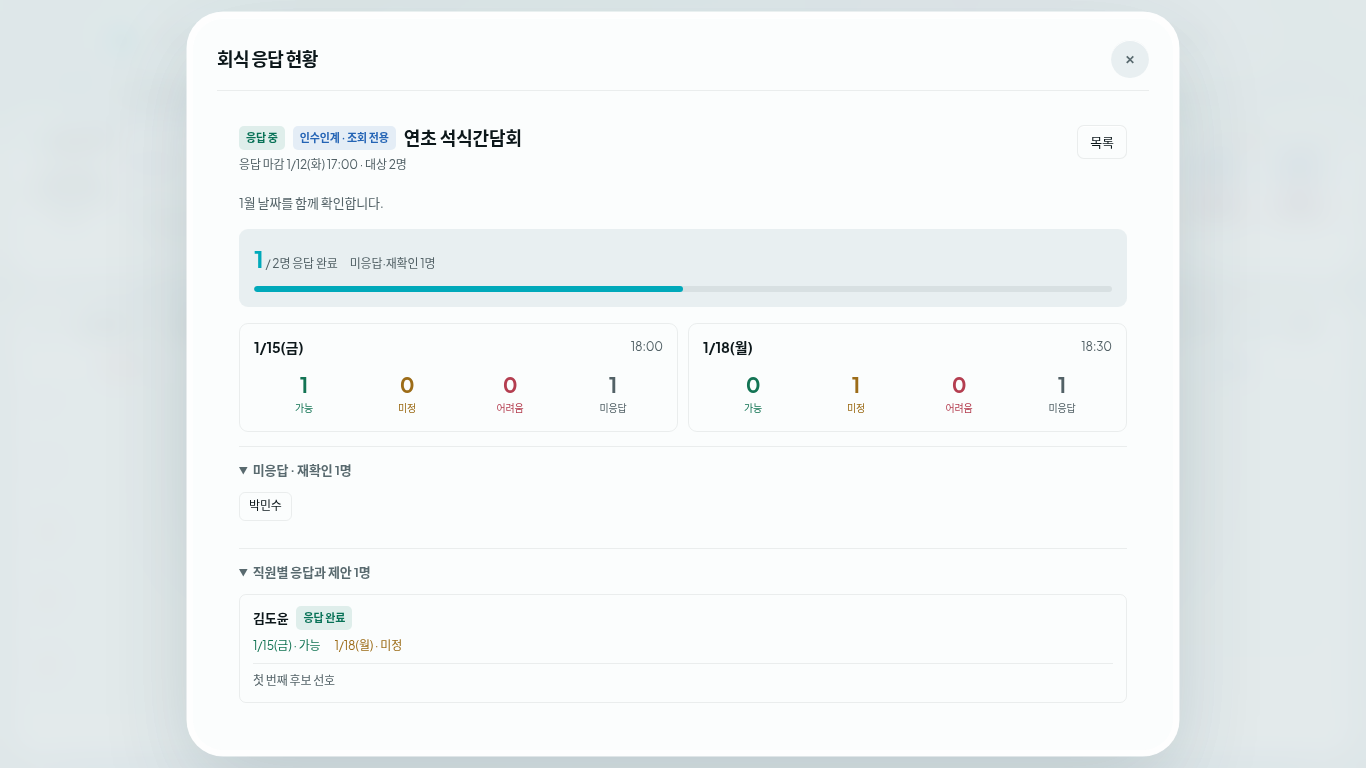 회식 응답 현황
×
응답 중 인수인계 · 조회 전용 연초 석식간담회
목록
응답 마감 1/12(화) 17:00 · 대상 2명
1월 날짜를 함께 확인합니다.
1 / 2명 응답 완료 미응답·재확인 1명
1/15(금) 18:00
1 0 0 1
가능 미정 어려움 미응답
1/18(월) 18:30
0 1 0 1
가능 미정 어려움 미응답
▼ 미응답 · 재확인 1명
박민수
▼ 직원별 응답과 제안 1명
김도윤 응답 완료
1/15(금) · 가능 1/18(월) · 미정
첫 번째 후보 선호